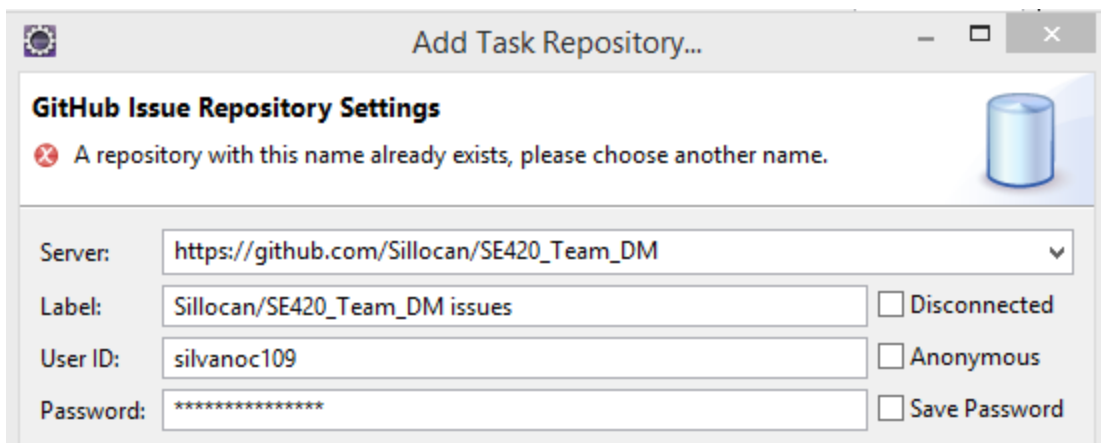 Add Task Repository...
GitHub Issue Repository Settings
A repository with this name already exists, please choose another name.
Server: https://github.com/Sillocan/SE420_Team_DM
Label: Sillocan/SE420_Team_DM issues Disconnected
User ID: silvanoc109 Anonymous
Password: *************** Save Password